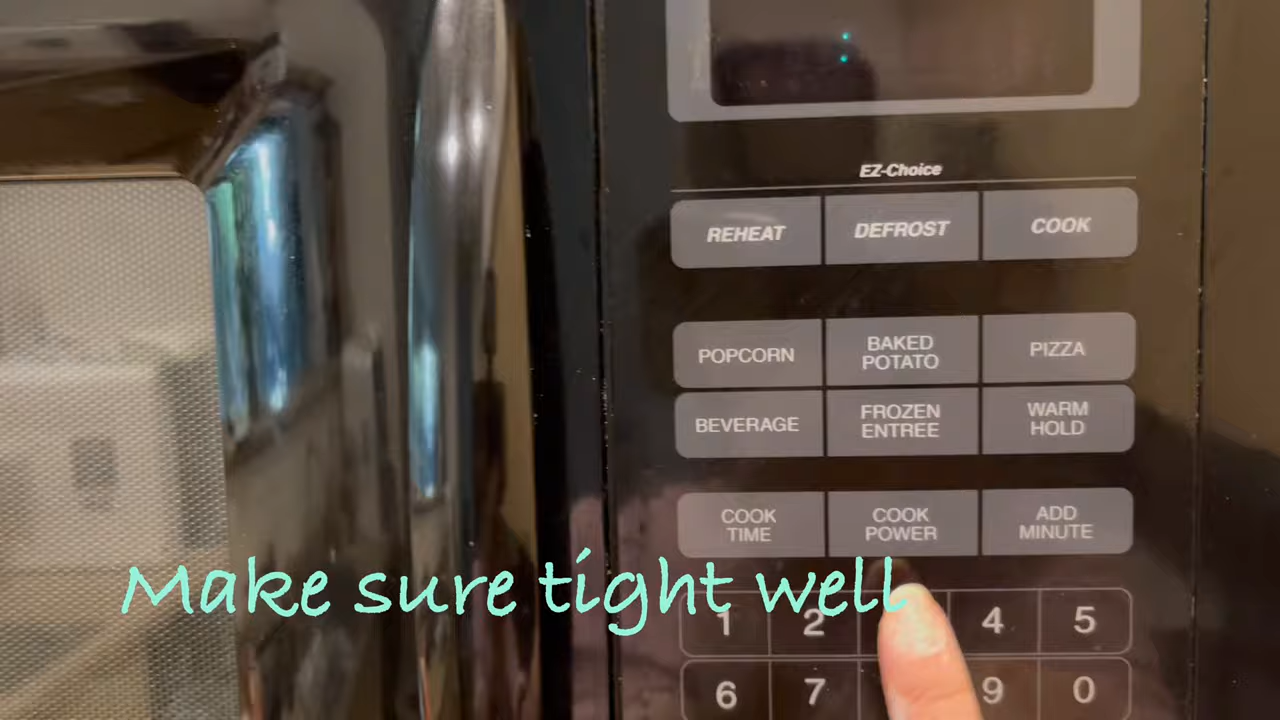 :
EZ-Choice
REHEAT DEFROST COOK
POPCORN BAKED POTATO PIZZA
BEVERAGE FROZEN ENTREE WARM HOLD
COOK TIME COOK POWER ADD MINUTE
Make sure tight well
1 2 4 5
6 7 9 0